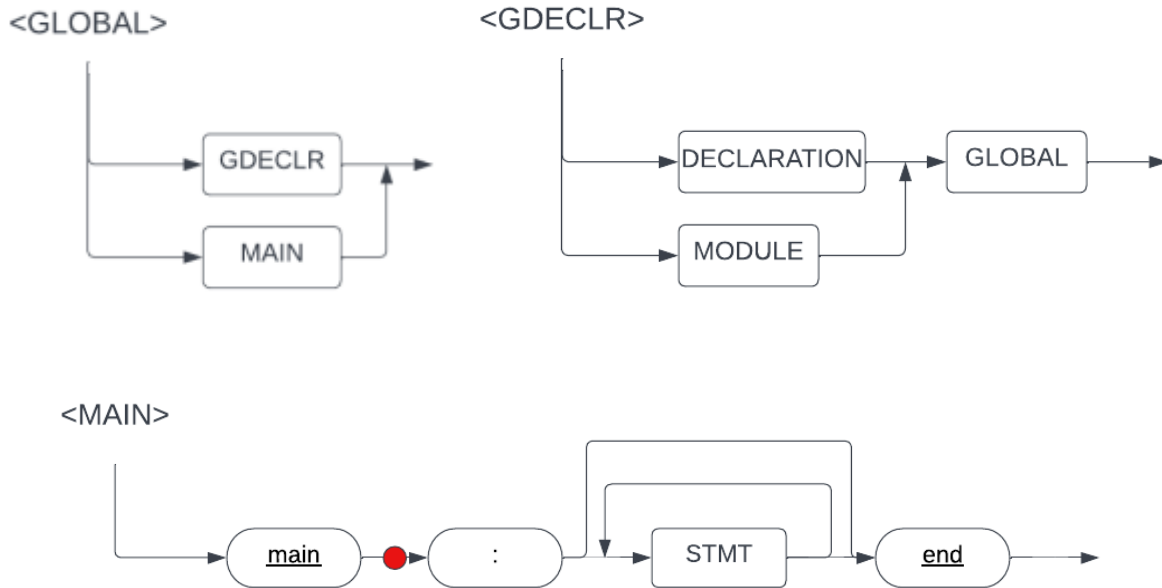 <GLOBAL>
<GDECLR>
GDECLR
DECLARATION
GLOBAL
MAIN
MODULE
<MAIN>
main
:
STMT
end